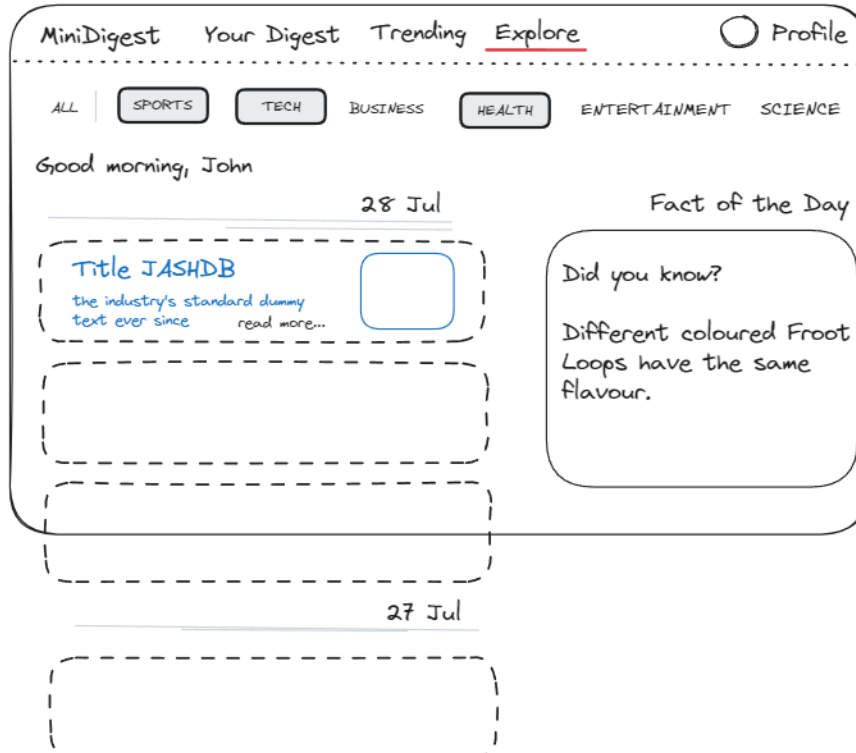 MiniDigest Your Digest Trending Explore Profile
ALL SPORTS TECH BUSINESS HEALTH ENTERTAINMENT SCIENCE
Good morning, John
28 Jul
Fact of the Day
Title JASHDB
the industry's standard dummy
text ever since read more...
Did you know?
Different coloured Froot
Loops have the same
flavour.
27 Jul